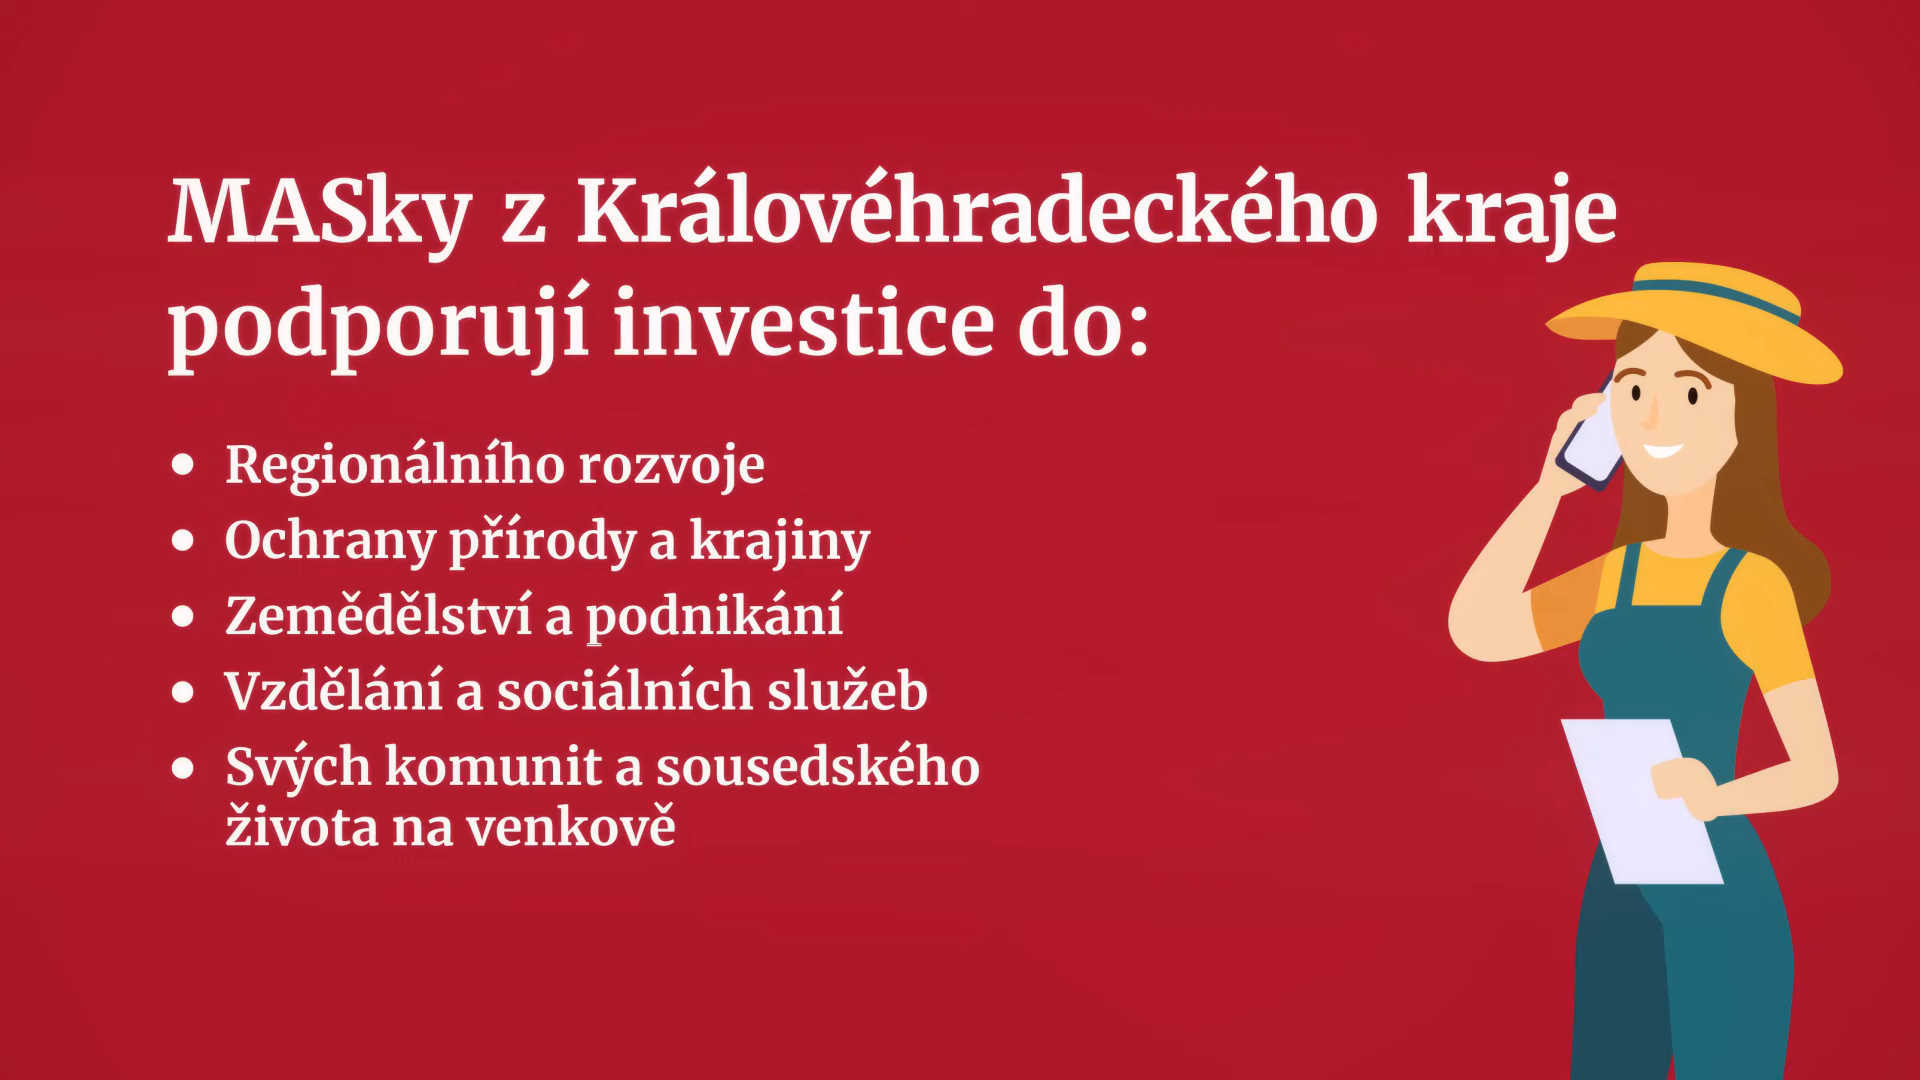 MASky z Královéhradeckého kraje
podporují investice do:
• Regionálního rozvoje
• Ochrany přírody a krajiny
• Zemědělství a podnikání
• Vzdělání a sociálních služeb
• Svých komunit a sousedského
života na venkově